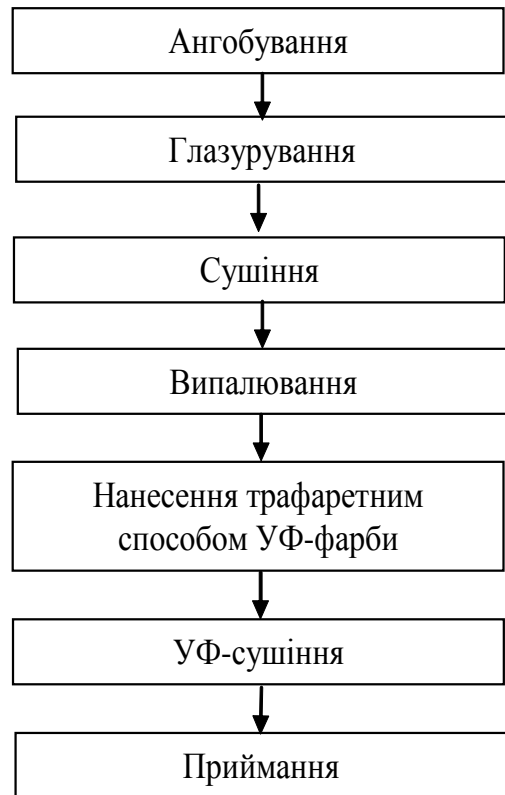 Ангобування
Глазурування
Сушіння
Випалювання
Нанесення трафаретним
способом УФ-фарби
УФ-сушіння
Приймання